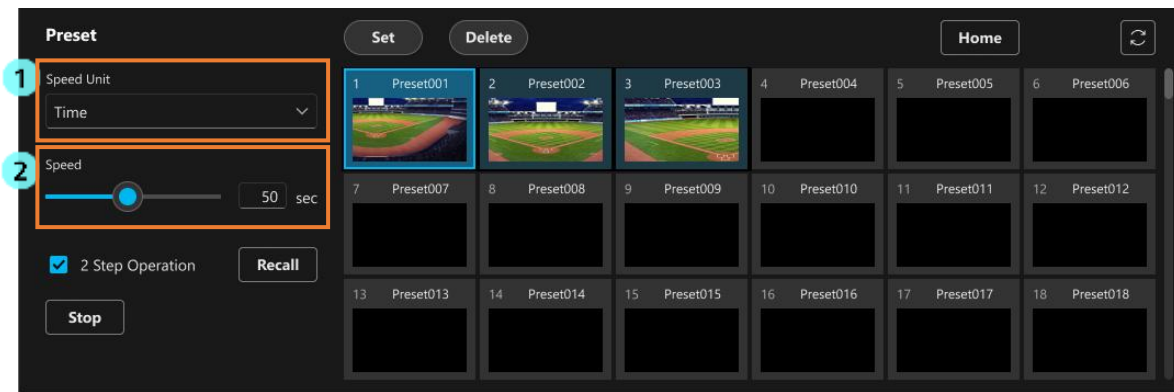 Preset
Set
Delete
Home
1
Speed Unit
Time
2
Speed
50 sec
2 Step Operation
Recall
Stop
1 Preset001
2 Preset002
3 Preset003
4 Preset004
5 Preset005
6 Preset006
7 Preset007
8 Preset008
9 Preset009
10 Preset010
11 Preset011
12 Preset012
13 Preset013
14 Preset014
15 Preset015
16 Preset016
17 Preset017
18 Preset018